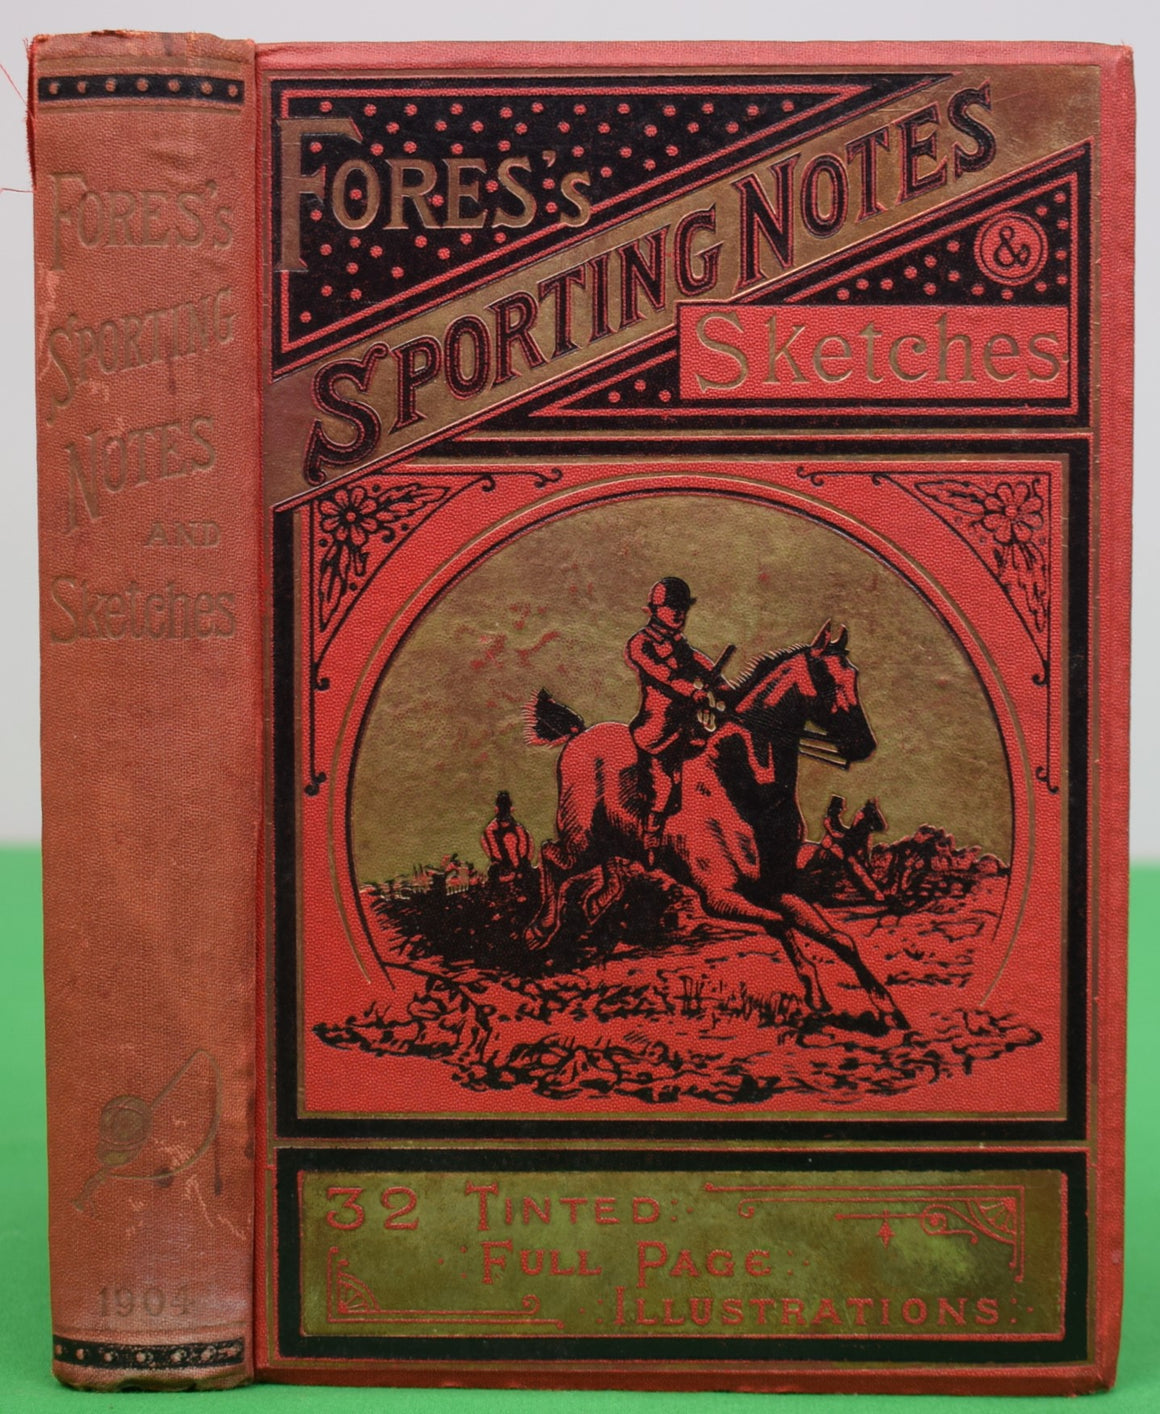 FORES'S
SPORTING
NOTES
AND
Sketches
1904
FORES'S
SPORTING NOTES
&
Sketches
32 TINTED
FULL PAGE
ILLUSTRATIONS